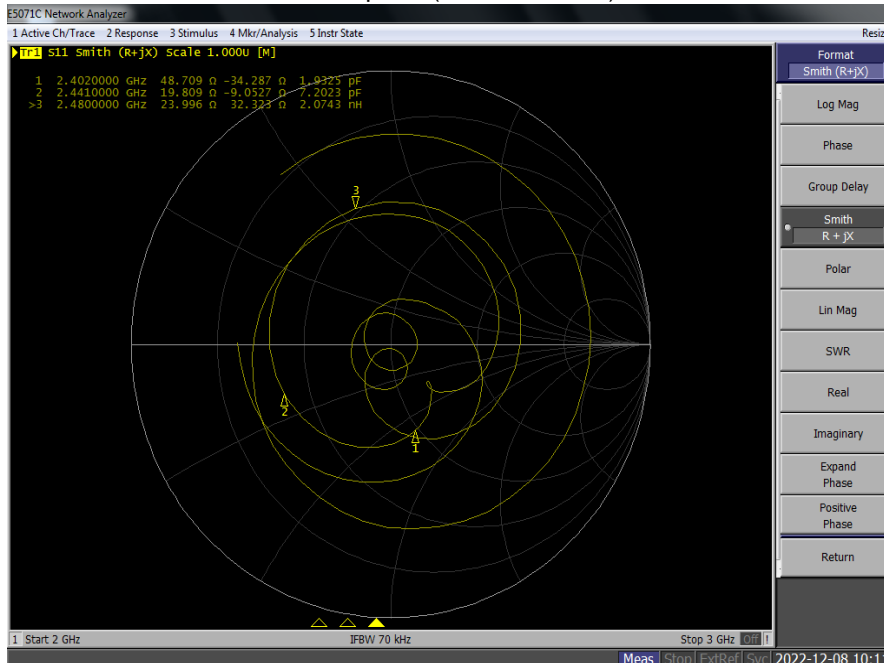 E5071C Network Analyzer
1 Active Ch/Trace 2 Response 3 Stimulus 4 Mkr/Analysis 5 Instr State
Tr1 S11 Smith (R+jX) Scale 1.000U [M]
1 2.4020000 GHz 48.709 Ω -34.287 Ω 1.9325 pF
2 2.4410000 GHz 19.809 Ω -9.0527 Ω 7.2023 pF
>3 2.4800000 GHz 23.996 Ω 32.323 Ω 2.0743 nH
3
2
1
1 Start 2 GHz IFBW 70 kHz Stop 3 GHz Off !
Format
Smith (R+jX)
Log Mag
Phase
Group Delay
Smith
R + jX
Polar
Lin Mag
SWR
Real
Imaginary
Expand
Phase
Positive
Phase
Return
Meas Stop ExtRef Svc